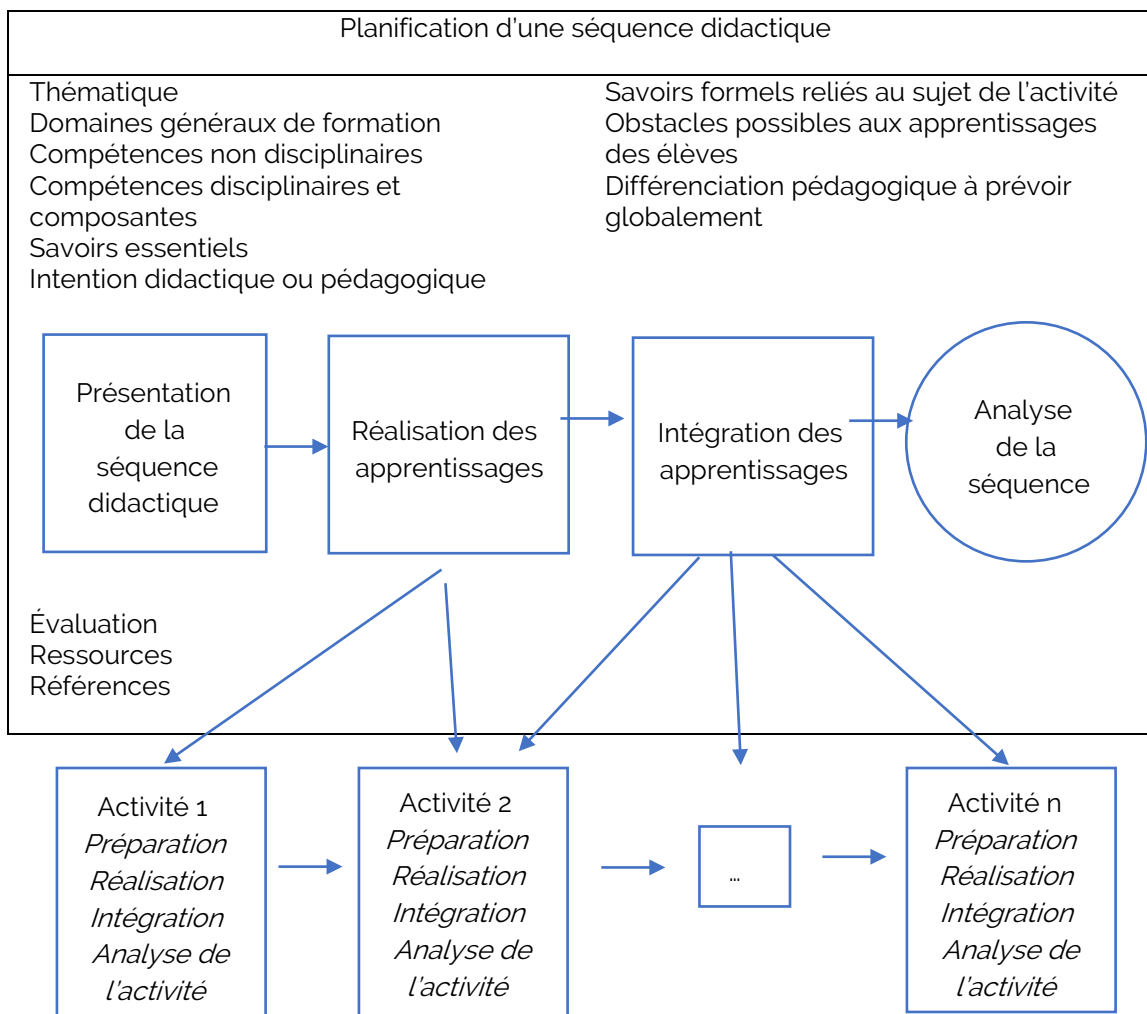 Planification d’une séquence didactique
Thématique
Domaines généraux de formation
Compétences non disciplinaires
Compétences disciplinaires et
composantes
Savoirs essentiels
Intention didactique ou pédagogique
Savoirs formels reliés au sujet de l’activité
Obstacles possibles aux apprentissages
des élèves
Différenciation pédagogique à prévoir
globalement
Présentation
de la
séquence
didactique
Réalisation des
apprentissages
Intégration des
apprentissages
Analyse
de la
séquence
Évaluation
Ressources
Références
Activité 1
Préparation
Réalisation
Intégration
Analyse de
l’activité
Activité 2
Préparation
Réalisation
Intégration
Analyse de
l’activité
…
Activité n
Préparation
Réalisation
Intégration
Analyse de
l’activité